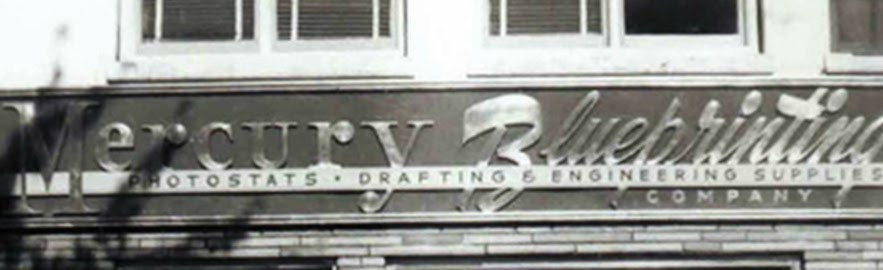 Mercury Blueprinting
PHOTOSTATS · DRAFTING & ENGINEERING SUPPLIES
COMPANY